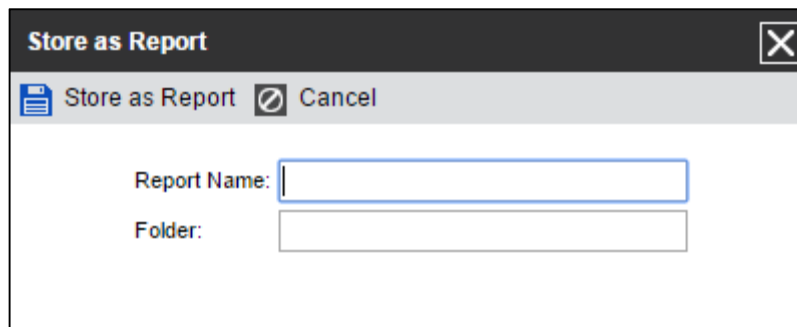 Store as Report
Store as Report Cancel
Report Name:
Folder: